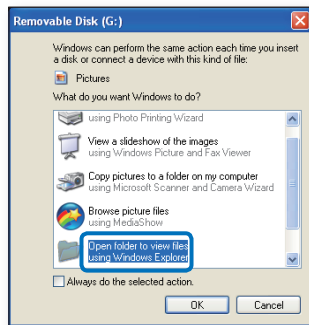 Removable Disk (G:)
Windows can perform the same action each time you insert
a disk or connect a device with this kind of file:
Pictures
What do you want Windows to do?
using Photo Printing Wizard
View a slideshow of the images
using Windows Picture and Fax Viewer
Copy pictures to a folder on my computer
using Microsoft Scanner and Camera Wizard
Browse picture files
using MediaShow
Open folder to view files
using Windows Explorer
Always do the selected action.
OK
Cancel